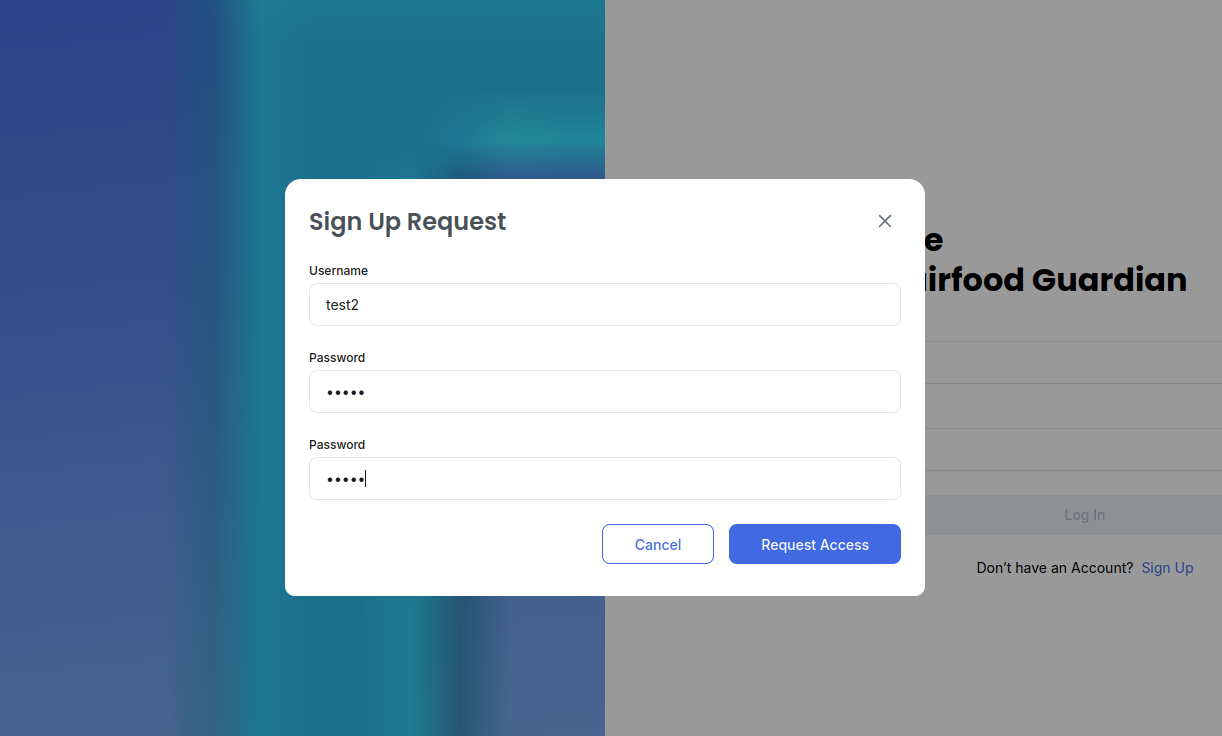 Sign Up Request
Username
test2
Password
•••••
Password
•••••
Cancel
Request Access
Guardian
Log In
Don’t have an Account? Sign Up